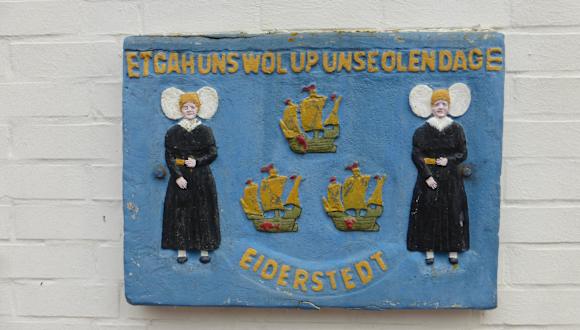 ET GAH UNS WOL UP UNSE OLEN DAGE
EIDERSTEDT